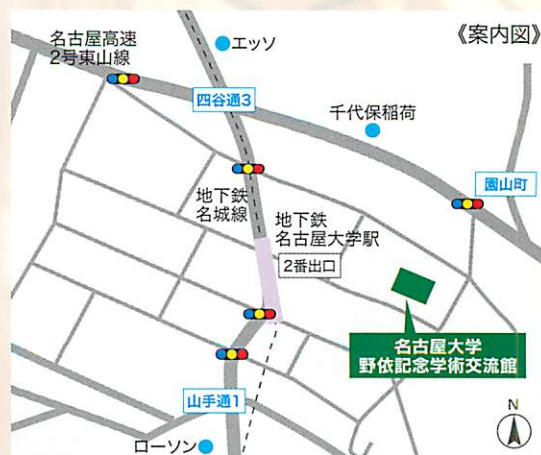 《案内図》
名古屋高速
2号東山線
エッソ
四谷通3
千代保稲荷
園山町
地下鉄
名城線
地下鉄
名古屋大学駅
2番出口
名古屋大学
野依記念学術交流館
山手通1
ローソン
N